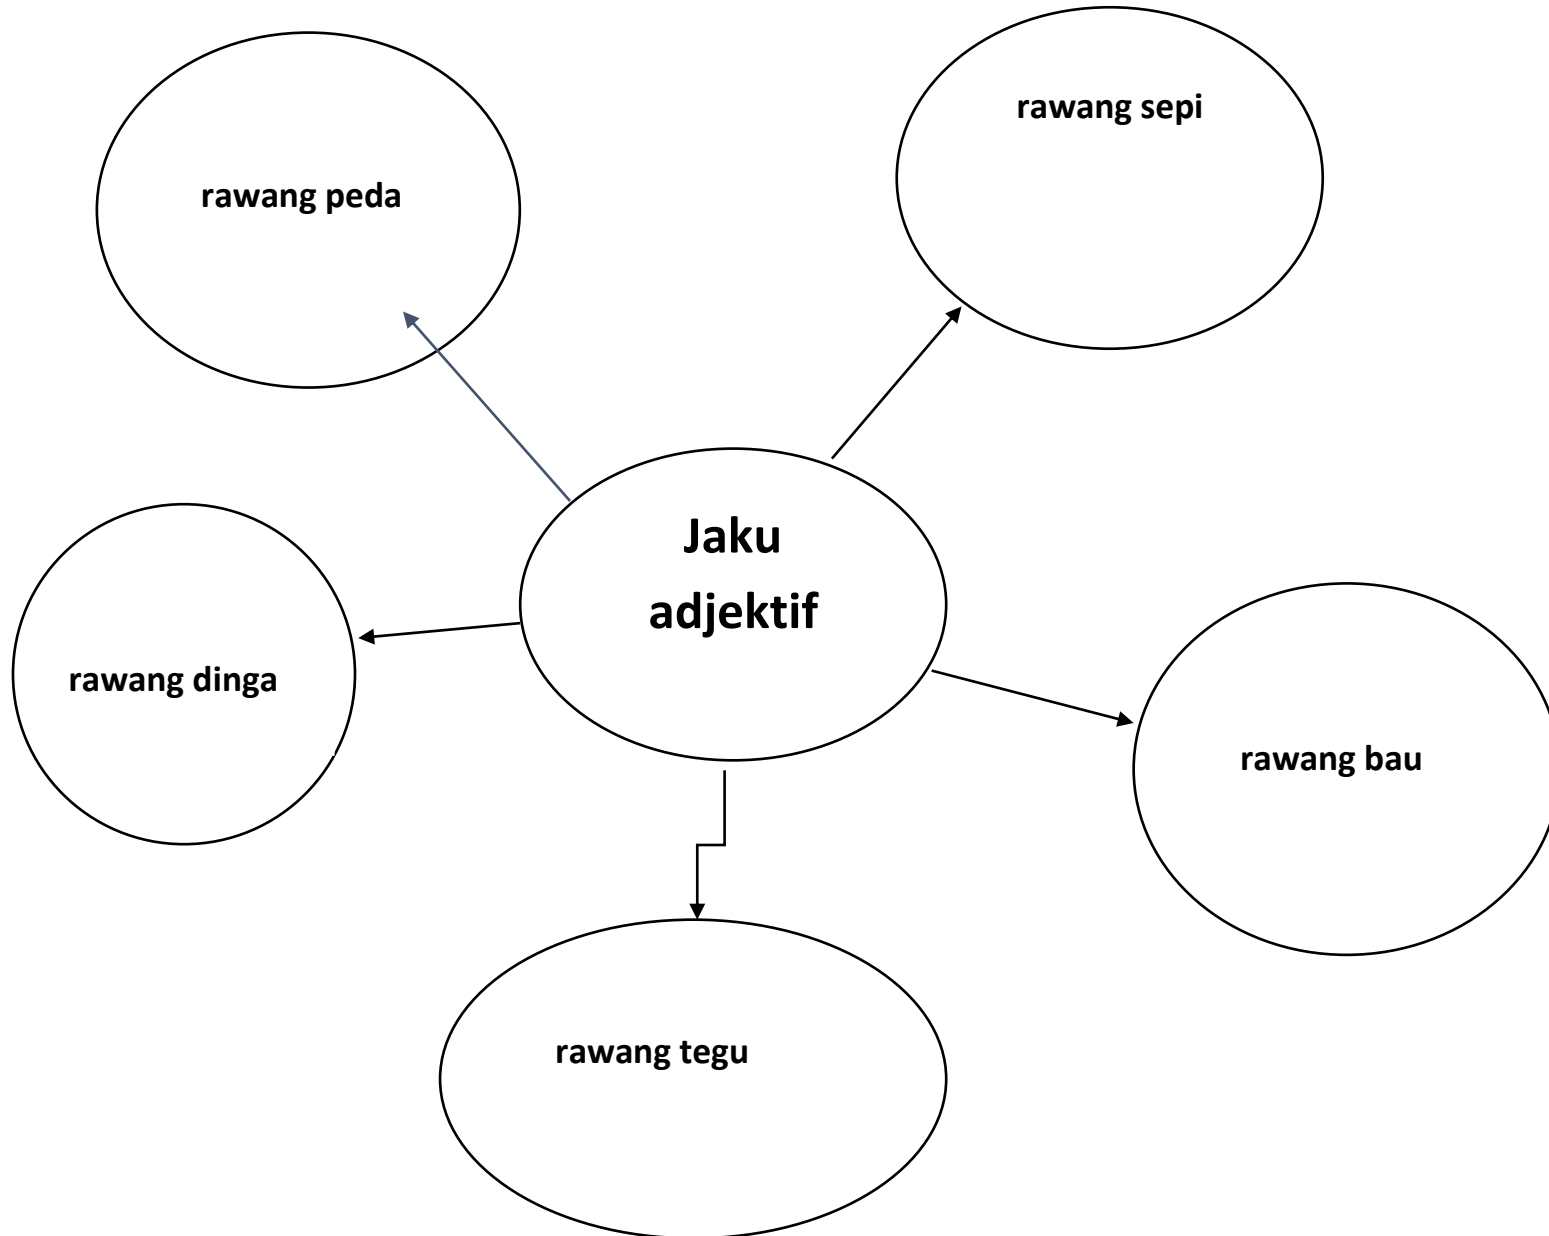 rawang sepi
rawang peda
Jaku
adjektif
rawang dinga
rawang bau
rawang tegu